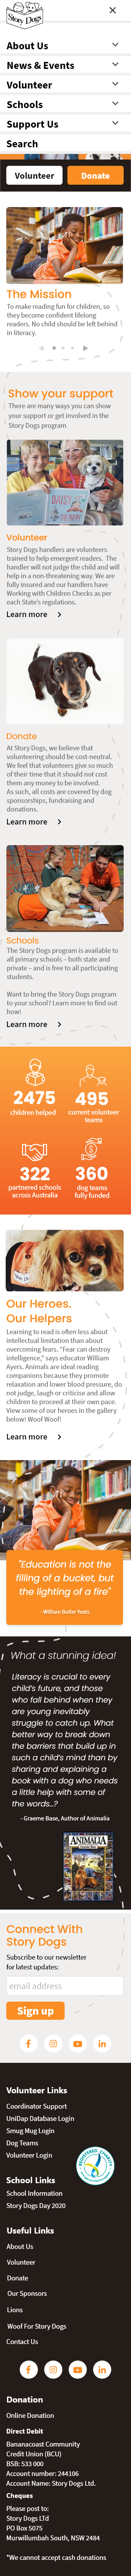 Story Dogs
About Us
News & Events
Volunteer
Schools
Support Us
Search
Volunteer
Donate
The Mission
To make reading fun for children, so
they become confident lifelong
readers. No child should be left behind
in literacy.
Show your support
There are many ways you can show
your support or get involved in the
Story Dogs program
Volunteer
Story Dogs handlers are volunteers
trained to help emergent readers. The
handler will not judge the child and will
help in a non-threatening way. We are
fully insured and our handlers have
Working with Children Checks as per
each State's regulations.
Learn more
Donate
At Story Dogs, we believe that
volunteering should be cost-neutral.
We feel that volunteers give so much
of their time that it should not cost
them any money to be involved.
As such, all costs are covered by dog
sponsorships, fundraising and
donations.
Learn more
Schools
The Story Dogs program is available to
all primary schools – both state and
private – and is free to all participating
students.
Want to bring the Story Dogs program
to your school? Learn more to find out
how!
Learn more
2475
children helped
495
current volunteer
teams
322
partnered schools
across Australia
360
dog teams
fully funded
Our Heroes.
Our Helpers
Learning to read is often less about
intellectual limitation than about
overcoming fears. "Fear can destroy
intelligence," says educator William
Ayers. Animals are ideal reading
companions because they promote
relaxation and lower blood pressure, do
not judge, laugh or criticise and allow
children to proceed at their own pace.
View some of our heroes in the gallery
below! Woof Woof!
Learn more
"Education is not the
filling of a bucket, but
the lighting of a fire"
- William Butler Yeats
What a stunning idea!
Literacy is crucial to every
child's future, and those
who fall behind when they
are young inevitably
struggle to catch up. What
better way to break down
the barriers that build up in
such a child's mind than by
sharing and explaining a
book with a dog who needs
a little help with some of
the words...?
- Graeme Base, Author of Animalia
ANIMALIA
Connect With
Story Dogs
Subscribe to our newsletter
for latest updates:
email address
Sign up
Volunteer Links
Coordinator Support
UniDap Database Login
Smug Mug Login
Dog Teams
Volunteer Login
School Links
School Information
Story Dogs Day 2020
Useful Links
About Us
Volunteer
Donate
Our Sponsors
Lions
Woof For Story Dogs
Contact Us
Donation
Online Donation
Direct Debit
Bananacoast Community
Credit Union (BCU)
BSB: 533 000
Account number: 244106
Account Name: Story Dogs Ltd.
Cheques
Please post to:
Story Dogs LTd
PO Box 5075
Murwillumbah South, NSW 2484
*We cannot accept cash donations